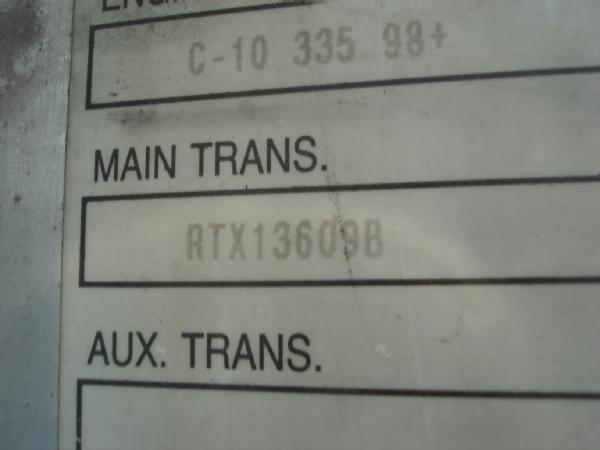 C-10 335 98+
MAIN TRANS.
RTX13609B
AUX. TRANS.